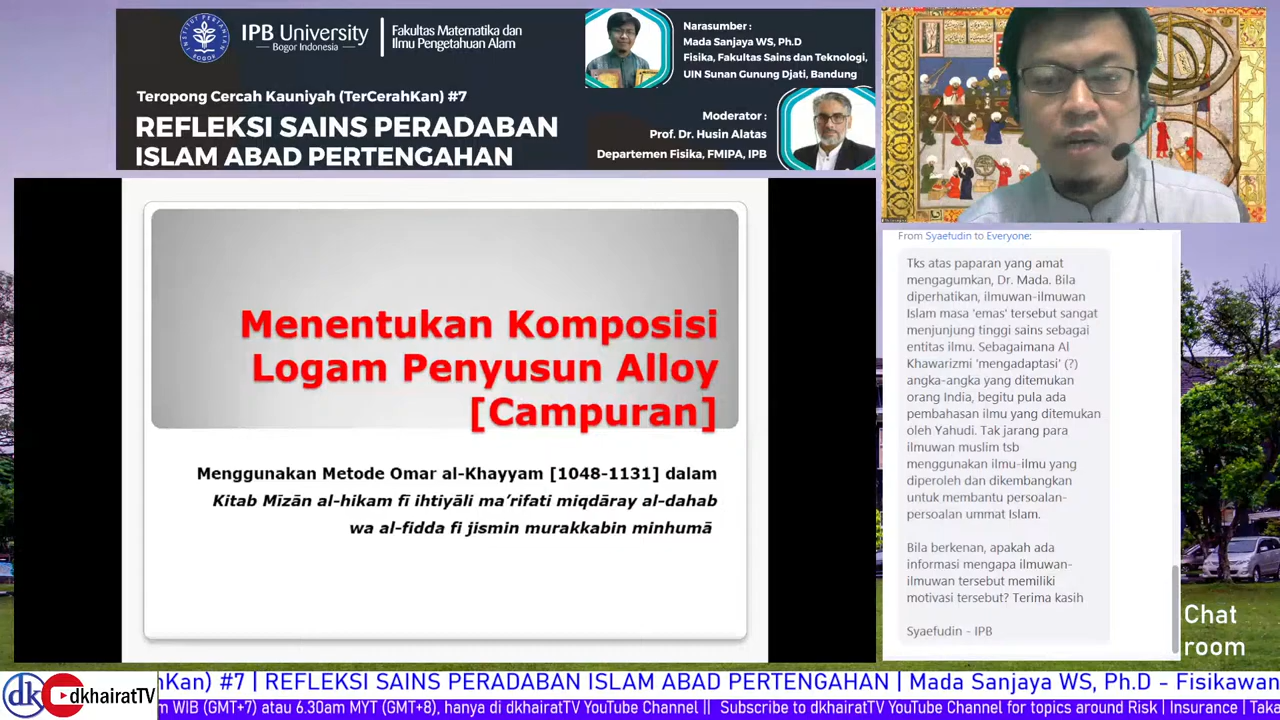 IPB University
Bogor Indonesia
Fakultas Matematika dan
Ilmu Pengetahuan Alam
Teropong Cercah Kauniyah (TerCerahKan) #7
REFLEKSI SAINS PERADABAN
ISLAM ABAD PERTENGAHAN
Narasumber :
Mada Sanjaya WS, Ph.D
Fisika, Fakultas Sains dan Teknologi,
UIN Sunan Gunung Djati, Bandung
Moderator :
Prof. Dr. Husin Alatas
Departemen Fisika, FMIPA, IPB
Menentukan Komposisi
Logam Penyusun Alloy
[Campuran]
Menggunakan Metode Omar al-Khayyam [1048-1131] dalam
Kitab Mīzān al-hikam fī ihtiyāli ma’rifati miqdāray al-dahab
wa al-fidda fi jismin murakkabin minhumā
From Syaefudin to Everyone:
Tks atas paparan yang amat
mengagumkan, Dr. Mada. Bila
diperhatikan, ilmuwan-ilmuwan
Islam masa 'emas' tersebut sangat
menjunjung tinggi sains sebagai
entitas ilmu. Sebagaimana Al
Khawarizmi 'mengadaptasi' (?)
angka-angka yang ditemukan
orang India, begitu pula ada
pembahasan ilmu yang ditemukan
oleh Yahudi. Tak jarang para
ilmuwan muslim tsb
menggunakan ilmu-ilmu yang
diperoleh dan dikembangkan
untuk membantu persoalan-
persoalan ummat Islam.
Bila berkenan, apakah ada
informasi mengapa ilmuwan-
ilmuwan tersebut memiliki
motivasi tersebut? Terima kasih
Syaefudin - IPB
Chat
room
dk
dkhairatTV
hKan) #7 | REFLEKSI SAINS PERADABAN ISLAM ABAD PERTENGAHAN | Mada Sanjaya WS, Ph.D - Fisikawan
m WIB (GMT+7) atau 6.30am MYT (GMT+8), hanya di dkhairatTV YouTube Channel || Subscribe to dkhairatTV YouTube Channel for topics around Risk | Insurance | Taka